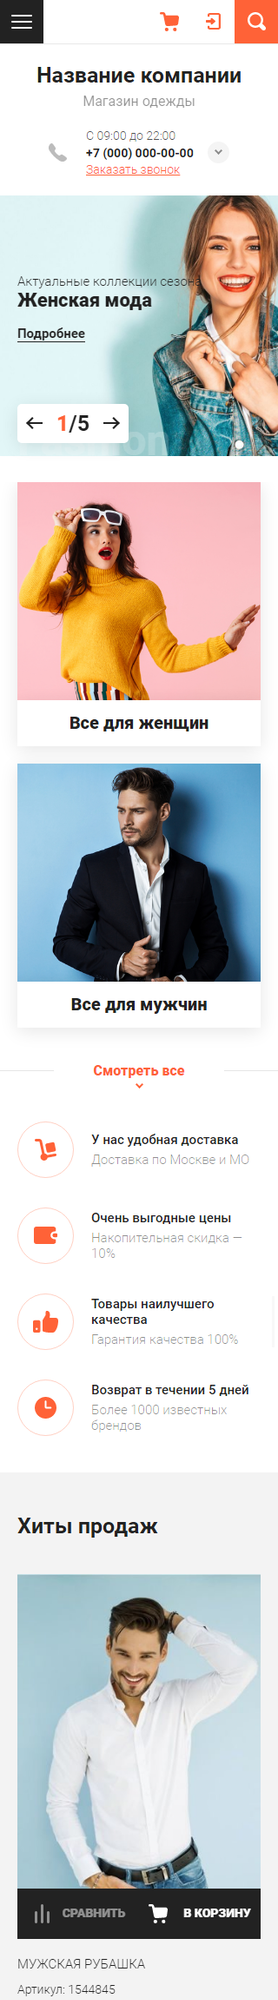 Название компании
Магазин одежды
С 09:00 до 22:00
+7 (000) 000-00-00
Заказать звонок
Актуальные коллекции сезона
Женская мода
Подробнее
1/5
Все для женщин
Все для мужчин
Смотреть все
У нас удобная доставка
Доставка по Москве и МО
Очень выгодные цены
Накопительная скидка —
10%
Товары наилучшего
качества
Гарантия качества 100%
Возврат в течении 5 дней
Более 1000 известных
брендов
Хиты продаж
СРАВНИТЬ
В КОРЗИНУ
МУЖСКАЯ РУБАШКА
Артикул: 1544845